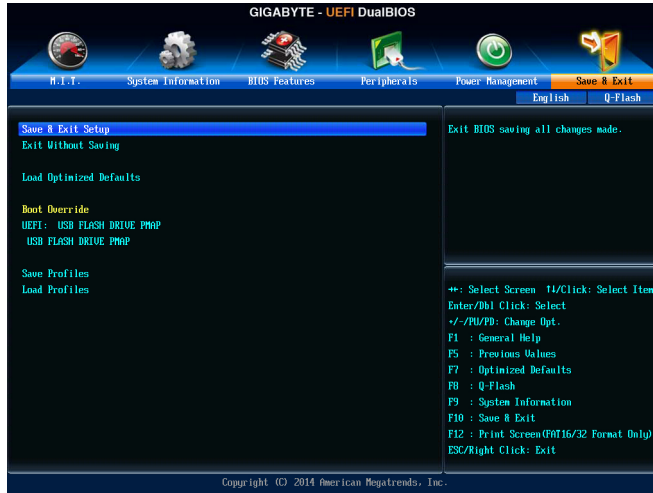 GIGABYTE - UEFI DualBIOS
M.I.T. System Information BIOS Features Peripherals Power Management Save & Exit
English Q-Flash
Save & Exit Setup
Exit Without Saving
Load Optimized Defaults
Boot Override
UEFI: USB FLASH DRIVE PMAP
USB FLASH DRIVE PMAP
Save Profiles
Load Profiles
Exit BIOS saving all changes made.
↔: Select Screen ↑↓/Click: Select Item
Enter/Dbl Click: Select
+/-/PU/PD: Change Opt.
F1 : General Help
F5 : Previous Values
F7 : Optimized Defaults
F8 : Q-Flash
F9 : System Information
F10 : Save & Exit
F12 : Print Screen(FAT16/32 Format Only)
ESC/Right Click: Exit
Copyright (C) 2014 American Megatrends, Inc.